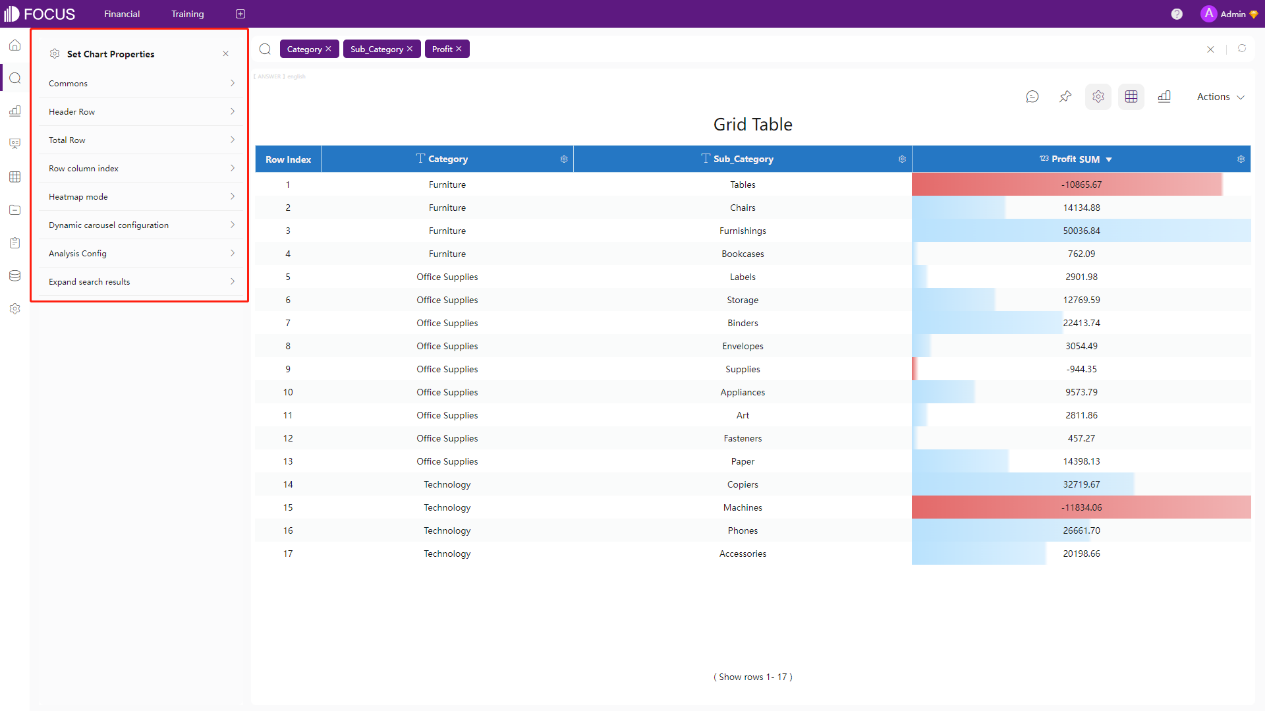 FOCUS Financial Training Admin
Set Chart Properties
Commons
Header Row
Total Row
Row column index
Heatmap mode
Dynamic carousel configuration
Analysis Config
Expand search results
Category Sub_Category Profit
Actions
Grid Table
Row Index Category Sub_Category 123 Profit SUM
1 Furniture Tables -10865.67
2 Furniture Chairs 14134.88
3 Furniture Furnishings 50036.84
4 Furniture Bookcases 762.09
5 Office Supplies Labels 2901.98
6 Office Supplies Storage 12769.59
7 Office Supplies Binders 22413.74
8 Office Supplies Envelopes 3054.49
9 Office Supplies Supplies -944.35
10 Office Supplies Appliances 9573.79
11 Office Supplies Art 2811.86
12 Office Supplies Fasteners 457.27
13 Office Supplies Paper 14398.13
14 Technology Copiers 32719.67
15 Technology Machines -11834.06
16 Technology Phones 26661.70
17 Technology Accessories 20198.66
( Show rows 1- 17 )